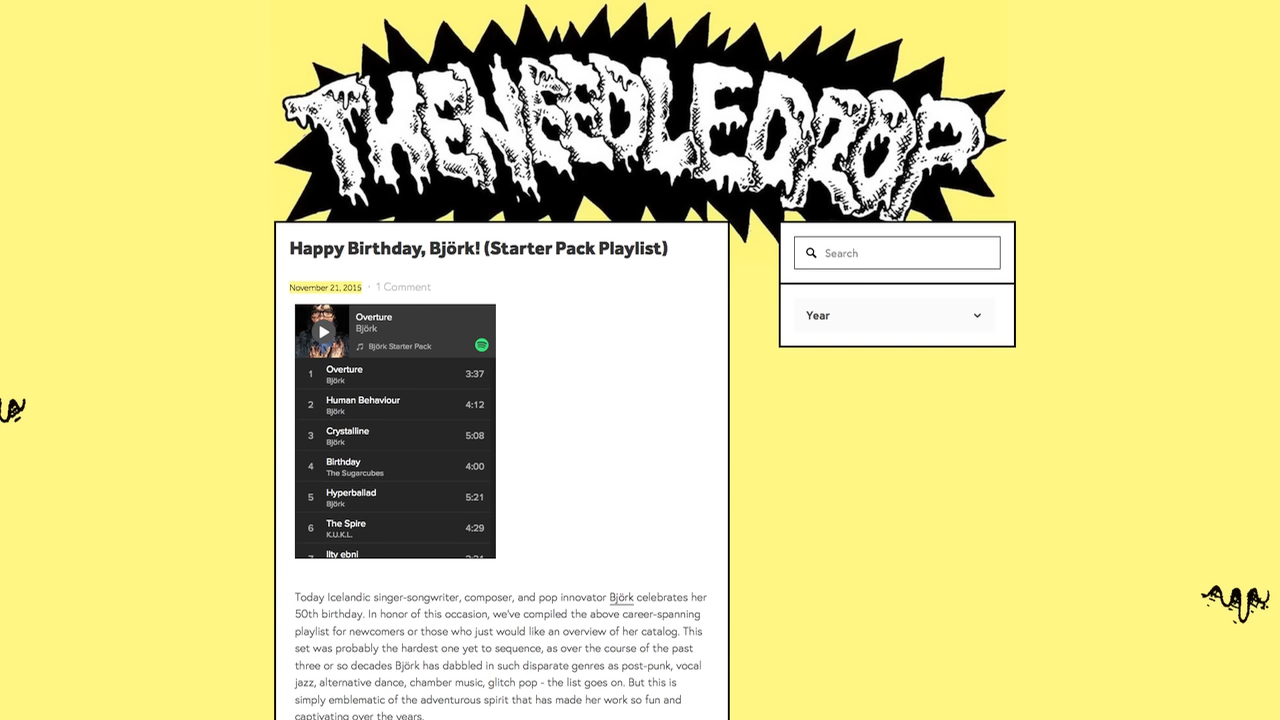 THENEEDLEDROP
Happy Birthday, Björk! (Starter Pack Playlist)
November 21, 2015 · 1 Comment
Overture
Björk
Björk Starter Pack
1 Overture 3:37
Björk
2 Human Behaviour 4:12
Björk
3 Crystalline 5:08
Björk
4 Birthday 4:00
The Sugarcubes
5 Hyperballad 5:21
Björk
6 The Spire 4:29
K.U.K.L.
Today Icelandic singer-songwriter, composer, and pop innovator Björk celebrates her
50th birthday. In honor of this occasion, we've compiled the above career-spanning
playlist for newcomers or those who just would like an overview of her catalog. This
set was probably the hardest one yet to sequence, as over the course of the past
three or so decades Björk has dabbled in such disparate genres as post-punk, vocal
jazz, alternative dance, chamber music, glitch pop - the list goes on. But this is
simply emblematic of the adventurous spirit that has made her work so fun and
captivating over the years.
Search
Year